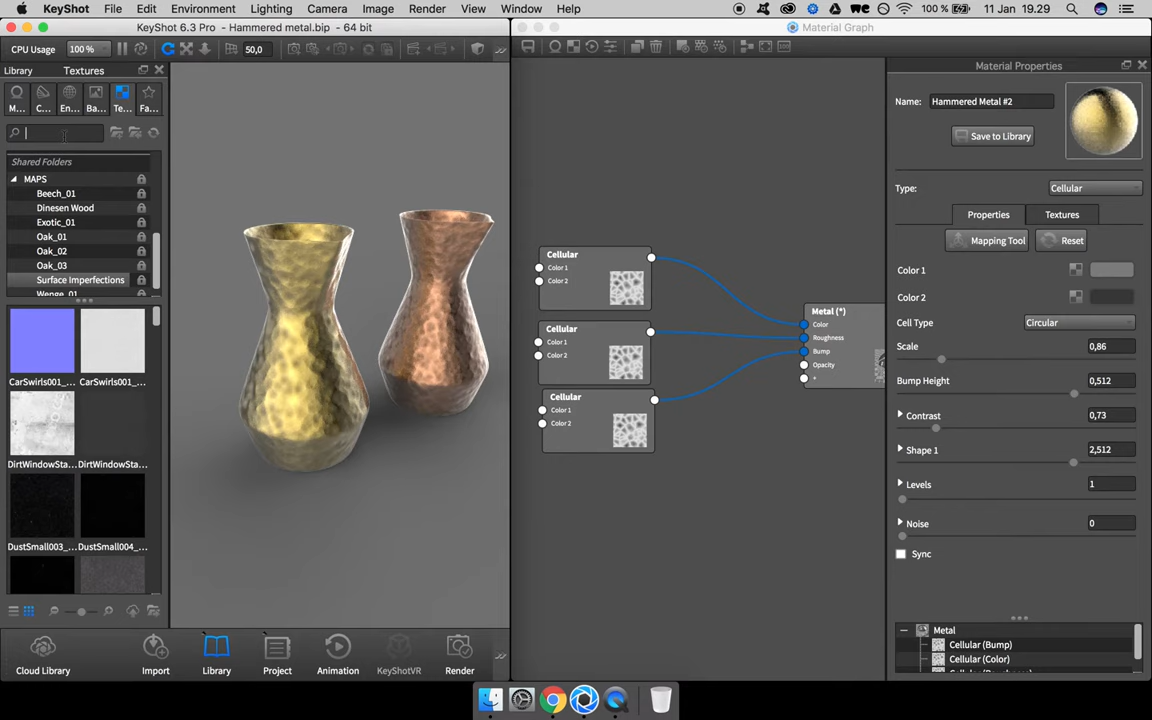 KeyShot File Edit Environment Lighting Camera Image Render View Window Help 100 % 11 Jan 19.29
KeyShot 6.3 Pro - Hammered metal.bip - 64 bit
Material Graph
CPU Usage 100 % 50,0
Library Textures
M... C... En... Ba... Te... Fa...
Shared Folders
MAPS
Beech_01
Dinesen Wood
Exotic_01
Oak_01
Oak_02
Oak_03
Surface Imperfections
Wenge_01
CarSwirls001_... CarSwirls001_...
DirtWindowSta... DirtWindowSta...
DustSmall003_... DustSmall004_...
Cloud Library Import Library Project Animation KeyShotVR Render
Cellular
Color 1
Color 2
Cellular
Color 1
Color 2
Cellular
Color 1
Color 2
Metal (*)
Color
Roughness
Bump
Opacity
+
Material Properties
Name: Hammered Metal #2
Save to Library
Type: Cellular
Properties Textures
Mapping Tool Reset
Color 1
Color 2
Cell Type Circular
Scale 0,86
Bump Height 0,512
Contrast 0,73
Shape 1 2,512
Levels 1
Noise 0
Sync
Metal
Cellular (Bump)
Cellular (Color)